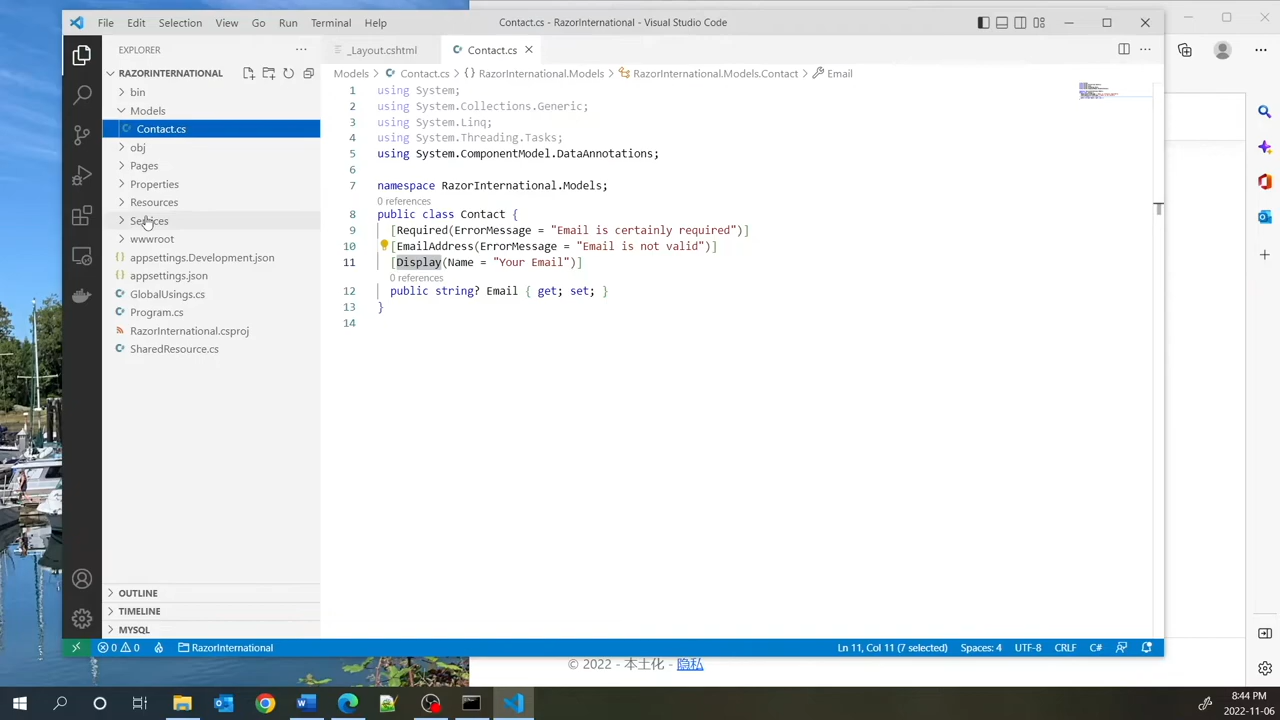 File Edit Selection View Go Run Terminal Help
Contact.cs - RazorInternational - Visual Studio Code
EXPLORER
RAZORINTERNATIONAL
bin
Models
Contact.cs
obj
Pages
Properties
Resources
Services
wwwroot
appsettings.Development.json
appsettings.json
GlobalUsings.cs
Program.cs
RazorInternational.csproj
SharedResource.cs
OUTLINE
TIMELINE
MYSQL
_Layout.cshtml Contact.cs
Models > Contact.cs > {} RazorInternational.Models > RazorInternational.Models.Contact > Email
1 using System;
2 using System.Collections.Generic;
3 using System.Linq;
4 using System.Threading.Tasks;
5 using System.ComponentModel.DataAnnotations;
6
7 namespace RazorInternational.Models;
0 references
8 public class Contact {
9 [Required(ErrorMessage = "Email is certainly required")]
10 [EmailAddress(ErrorMessage = "Email is not valid")]
11 [Display(Name = "Your Email")]
0 references
12 public string? Email { get; set; }
13 }
14
0 0 RazorInternational
Ln 11, Col 11 (7 selected) Spaces: 4 UTF-8 CRLF C#
© 2022 - 本土化 - 隐私
8:44 PM
2022-11-06